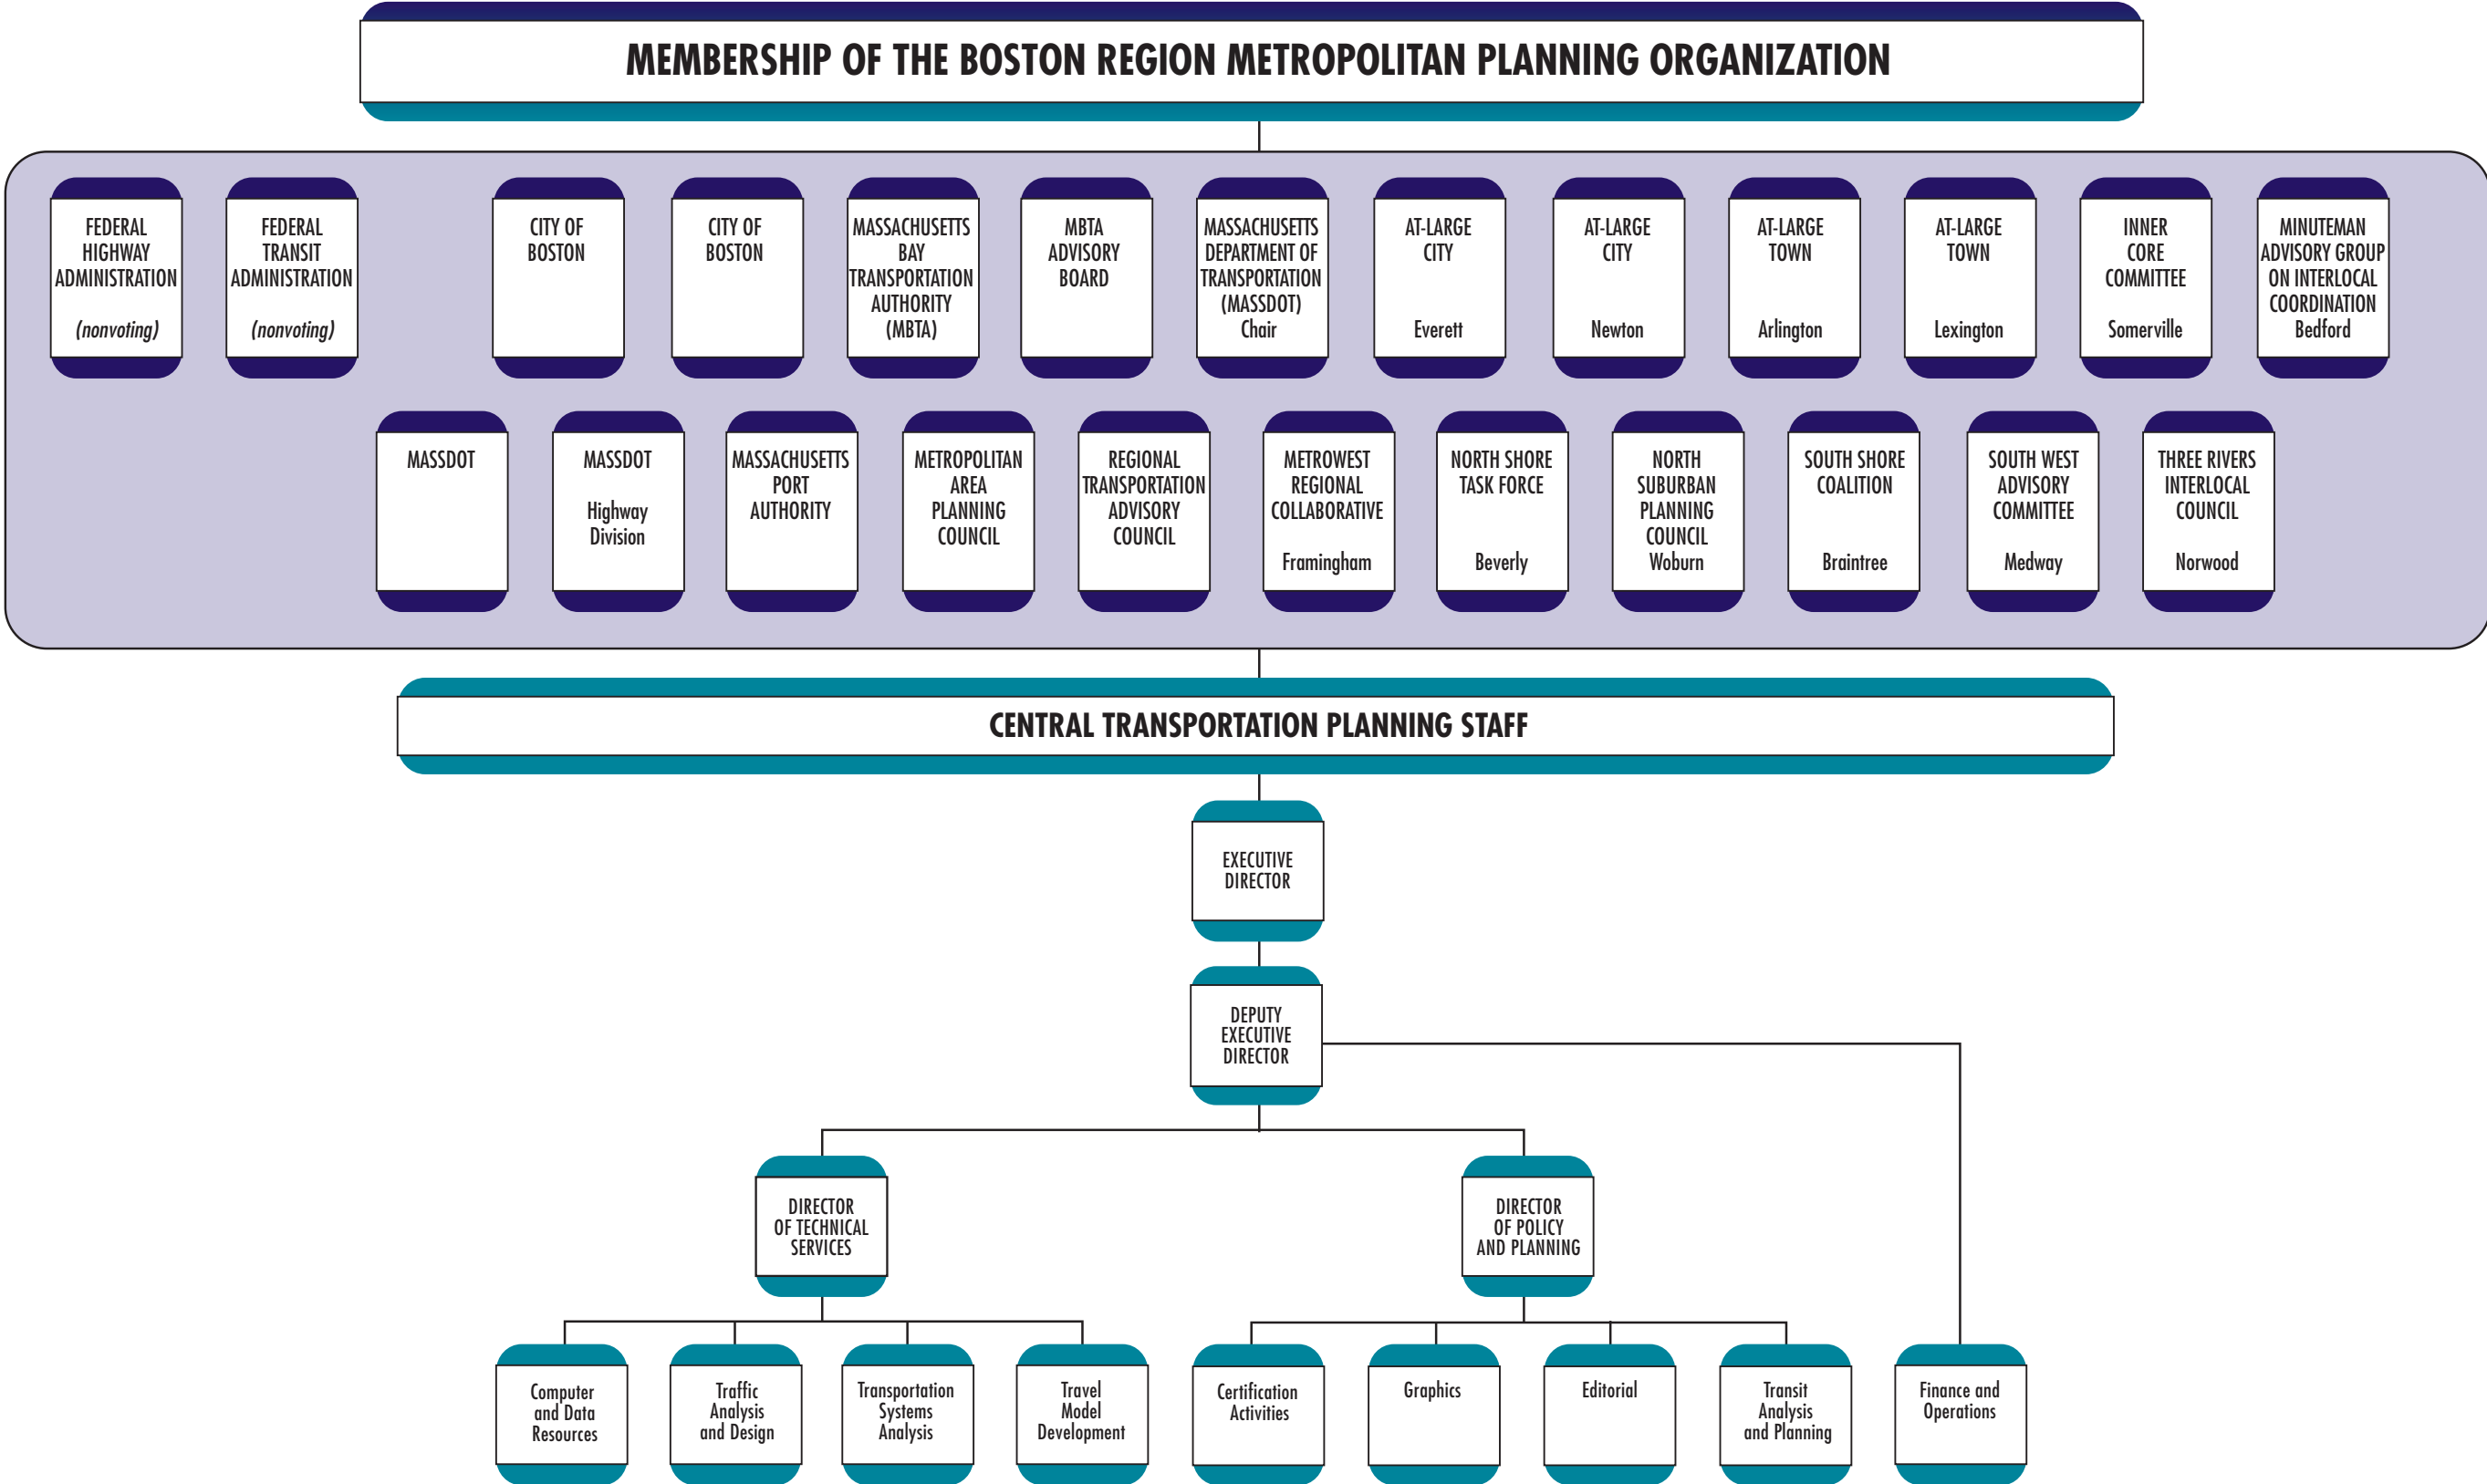 MEMBERSHIP OF THE BOSTON REGION METROPOLITAN PLANNING ORGANIZATION
FEDERAL
HIGHWAY
ADMINISTRATION
(nonvoting)
FEDERAL
TRANSIT
ADMINISTRATION
(nonvoting)
CITY OF
BOSTON
CITY OF
BOSTON
MASSACHUSETTS
BAY
TRANSPORTATION
AUTHORITY
(MBTA)
MBTA
ADVISORY
BOARD
MASSACHUSETTS
DEPARTMENT OF
TRANSPORTATION
(MASSDOT)
Chair
AT-LARGE
CITY
Everett
AT-LARGE
CITY
Newton
AT-LARGE
TOWN
Arlington
AT-LARGE
TOWN
Lexington
INNER
CORE
COMMITTEE
Somerville
MINUTEMAN
ADVISORY GROUP
ON INTERLOCAL
COORDINATION
Bedford
MASSDOT
MASSDOT
Highway
Division
MASSACHUSETTS
PORT
AUTHORITY
METROPOLITAN
AREA
PLANNING
COUNCIL
REGIONAL
TRANSPORTATION
ADVISORY
COUNCIL
METROWEST
REGIONAL
COLLABORATIVE
Framingham
NORTH SHORE
TASK FORCE
Beverly
NORTH
SUBURBAN
PLANNING
COUNCIL
Woburn
SOUTH SHORE
COALITION
Braintree
SOUTH WEST
ADVISORY
COMMITTEE
Medway
THREE RIVERS
INTERLOCAL
COUNCIL
Norwood
CENTRAL TRANSPORTATION PLANNING STAFF
EXECUTIVE
DIRECTOR
DEPUTY
EXECUTIVE
DIRECTOR
DIRECTOR
OF TECHNICAL
SERVICES
DIRECTOR
OF POLICY
AND PLANNING
Computer
and Data
Resources
Traffic
Analysis
and Design
Transportation
Systems
Analysis
Travel
Model
Development
Certification
Activities
Graphics
Editorial
Transit
Analysis
and Planning
Finance and
Operations